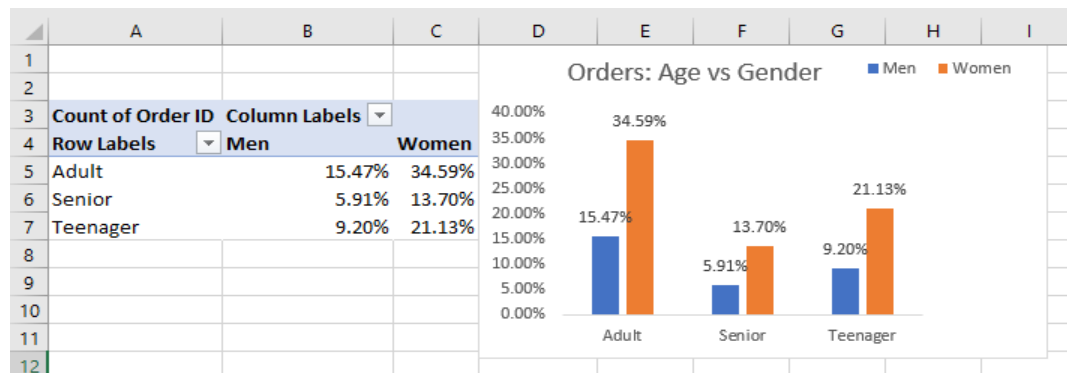 A B C D E F G H I
1
2
3 Count of Order ID Column Labels
4 Row Labels Men Women
5 Adult 15.47% 34.59%
6 Senior 5.91% 13.70%
7 Teenager 9.20% 21.13%
8
9
10
11
12
Orders: Age vs Gender Men Women
40.00%
35.00%
30.00%
25.00%
20.00%
15.00%
10.00%
5.00%
0.00%
15.47% 34.59% 5.91% 13.70% 9.20% 21.13%
Adult Senior Teenager